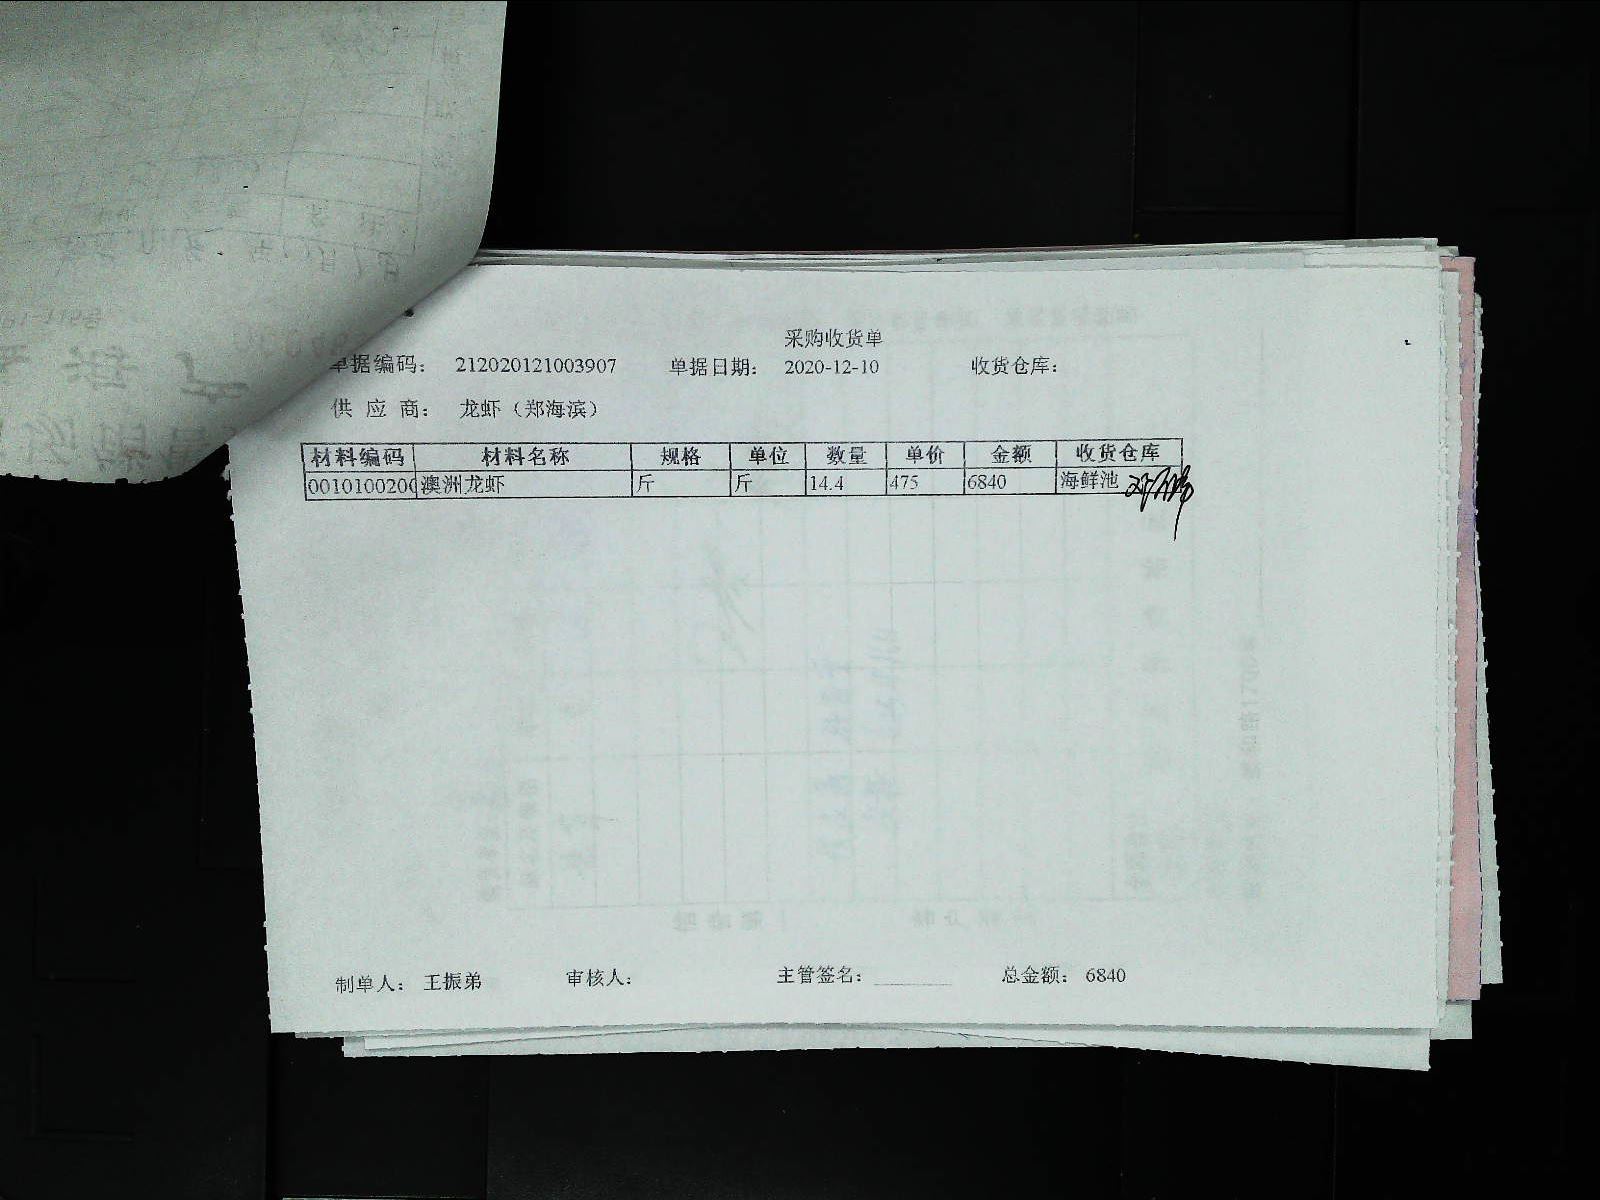 采购收货单
单据编码： 212020121003907 单据日期： 2020-12-10 收货仓库：
供 应 商： 龙虾（郑海滨）
材料编码 材料名称 规格 单位 数量 单价 金额 收货仓库
0010100200 澳洲龙虾 斤 斤 14.4 475 6840 海鲜池
制单人： 王振弟 审核人： 主管签名：________ 总金额： 6840